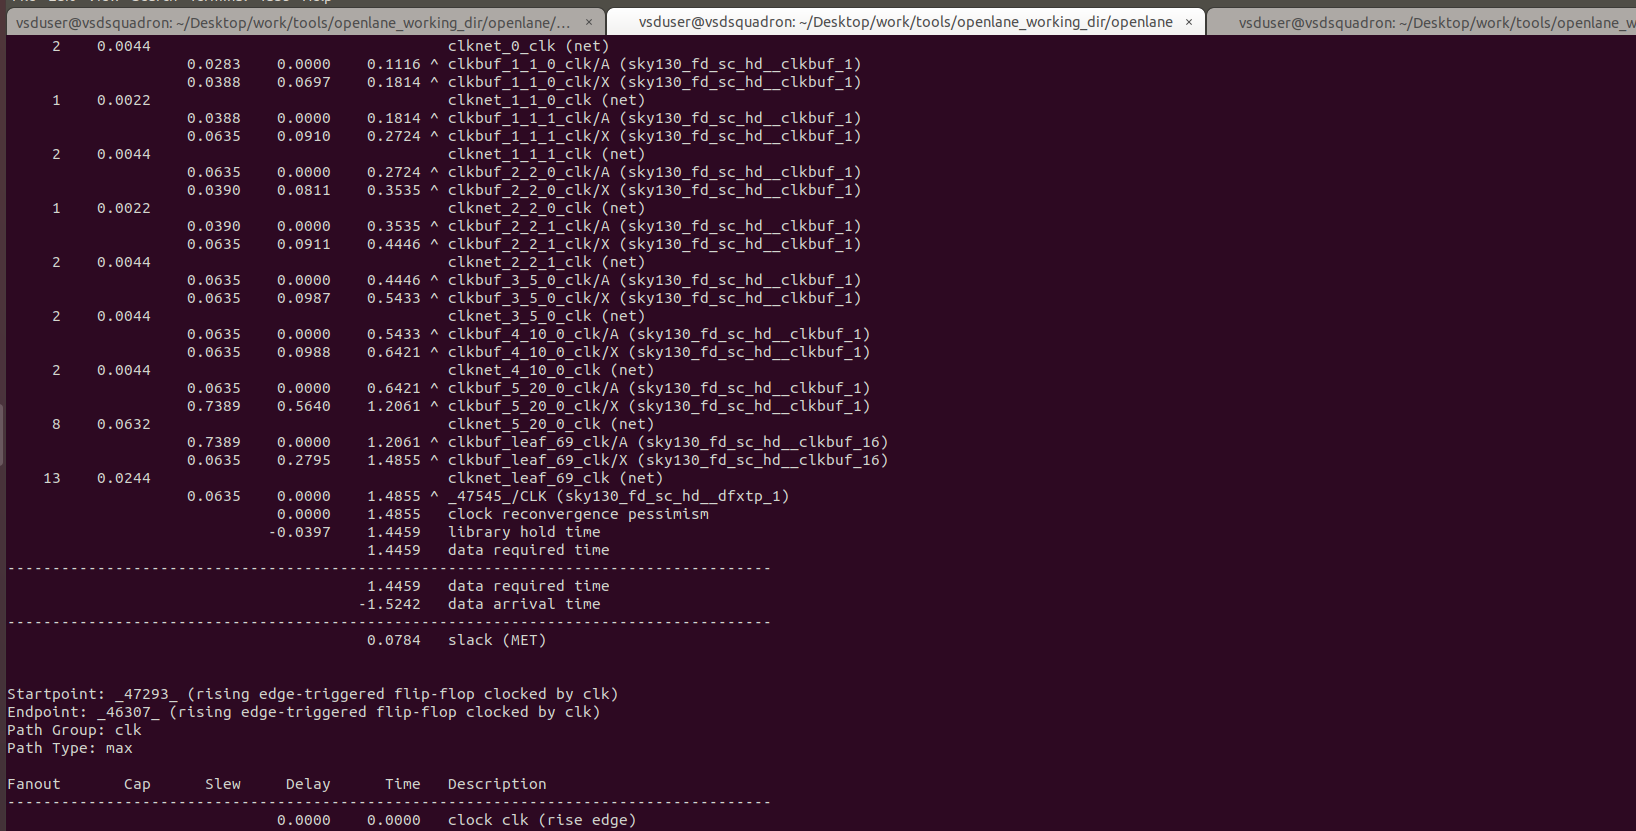 vsduser@vsdsquadron: ~/Desktop/work/tools/openlane_working_dir/openlane/... × vsduser@vsdsquadron: ~/Desktop/work/tools/openlane_working_dir/openlane × vsduser@vsdsquadron: ~/Desktop/work/tools/openlane_w
2 0.0044 clknet_0_clk (net)
0.0283 0.0000 0.1116 ^ clkbuf_1_1_0_clk/A (sky130_fd_sc_hd__clkbuf_1)
0.0388 0.0697 0.1814 ^ clkbuf_1_1_0_clk/X (sky130_fd_sc_hd__clkbuf_1)
1 0.0022 clknet_1_1_0_clk (net)
0.0388 0.0000 0.1814 ^ clkbuf_1_1_1_clk/A (sky130_fd_sc_hd__clkbuf_1)
0.0635 0.0910 0.2724 ^ clkbuf_1_1_1_clk/X (sky130_fd_sc_hd__clkbuf_1)
2 0.0044 clknet_1_1_1_clk (net)
0.0635 0.0000 0.2724 ^ clkbuf_2_2_0_clk/A (sky130_fd_sc_hd__clkbuf_1)
0.0390 0.0811 0.3535 ^ clkbuf_2_2_0_clk/X (sky130_fd_sc_hd__clkbuf_1)
1 0.0022 clknet_2_2_0_clk (net)
0.0390 0.0000 0.3535 ^ clkbuf_2_2_1_clk/A (sky130_fd_sc_hd__clkbuf_1)
0.0635 0.0911 0.4446 ^ clkbuf_2_2_1_clk/X (sky130_fd_sc_hd__clkbuf_1)
2 0.0044 clknet_2_2_1_clk (net)
0.0635 0.0000 0.4446 ^ clkbuf_3_5_0_clk/A (sky130_fd_sc_hd__clkbuf_1)
0.0635 0.0987 0.5433 ^ clkbuf_3_5_0_clk/X (sky130_fd_sc_hd__clkbuf_1)
2 0.0044 clknet_3_5_0_clk (net)
0.0635 0.0000 0.5433 ^ clkbuf_4_10_0_clk/A (sky130_fd_sc_hd__clkbuf_1)
0.0635 0.0988 0.6421 ^ clkbuf_4_10_0_clk/X (sky130_fd_sc_hd__clkbuf_1)
2 0.0044 clknet_4_10_0_clk (net)
0.0635 0.0000 0.6421 ^ clkbuf_5_20_0_clk/A (sky130_fd_sc_hd__clkbuf_1)
0.7389 0.5640 1.2061 ^ clkbuf_5_20_0_clk/X (sky130_fd_sc_hd__clkbuf_1)
8 0.0632 clknet_5_20_0_clk (net)
0.7389 0.0000 1.2061 ^ clkbuf_leaf_69_clk/A (sky130_fd_sc_hd__clkbuf_16)
0.0635 0.2795 1.4855 ^ clkbuf_leaf_69_clk/X (sky130_fd_sc_hd__clkbuf_16)
13 0.0244 clknet_leaf_69_clk (net)
0.0635 0.0000 1.4855 ^ _47545_/CLK (sky130_fd_sc_hd__dfxtp_1)
0.0000 1.4855 clock reconvergence pessimism
-0.0397 1.4459 library hold time
1.4459 data required time
-------------------------------------------------------------------------------------
1.4459 data required time
-1.5242 data arrival time
-------------------------------------------------------------------------------------
0.0784 slack (MET)
Startpoint: _47293_ (rising edge-triggered flip-flop clocked by clk)
Endpoint: _46307_ (rising edge-triggered flip-flop clocked by clk)
Path Group: clk
Path Type: max
Fanout Cap Slew Delay Time Description
-------------------------------------------------------------------------------------
0.0000 0.0000 clock clk (rise edge)